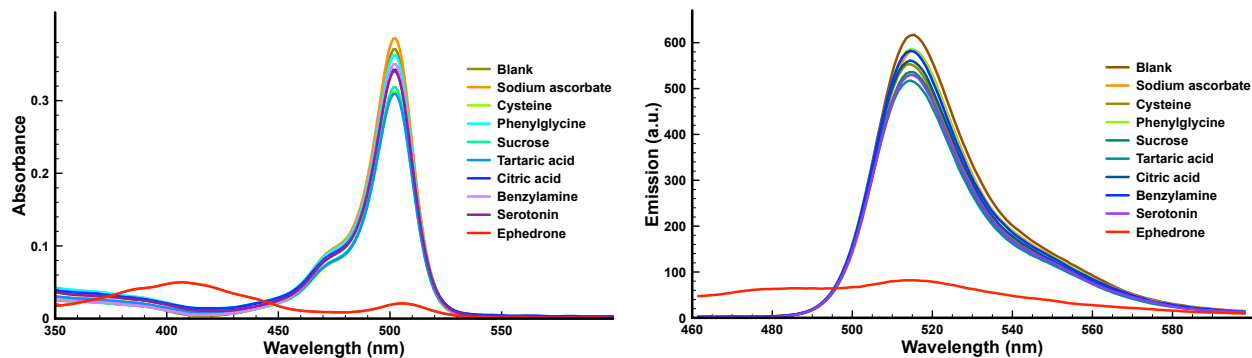 Absorbance
0.3
0.2
0.1
0
350
400
450
500
550
Wavelength (nm)
Blank
Sodium ascorbate
Cysteine
Phenylglycine
Sucrose
Tartaric acid
Citric acid
Benzylamine
Serotonin
Ephedrone
Emission (a.u.)
600
500
400
300
200
100
0
460
480
500
520
540
560
580
Wavelength (nm)
Blank
Sodium ascorbate
Cysteine
Phenylglycine
Sucrose
Tartaric acid
Citric acid
Benzylamine
Serotonin
Ephedrone